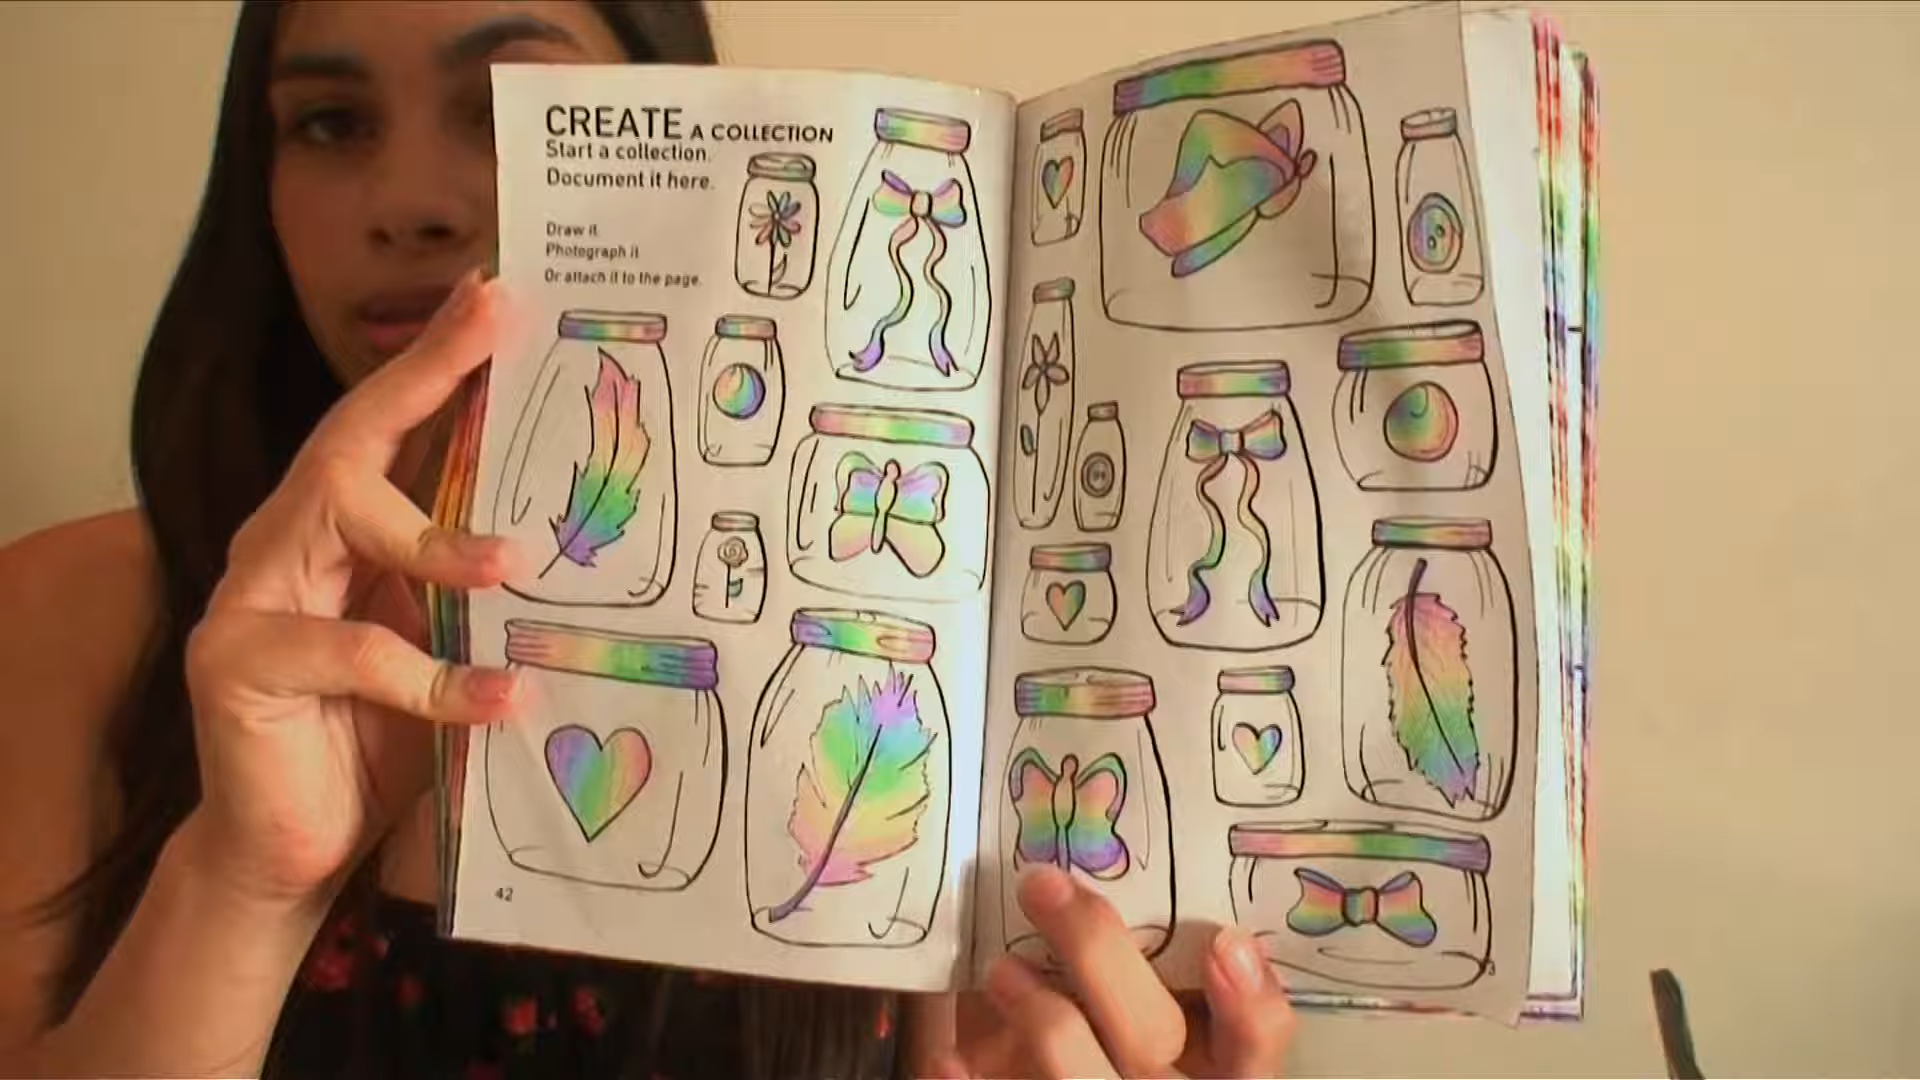 CREATE A COLLECTION
Start a collection.
Document it here.
Draw it.
Photograph it.
Or attach it to the page.
42